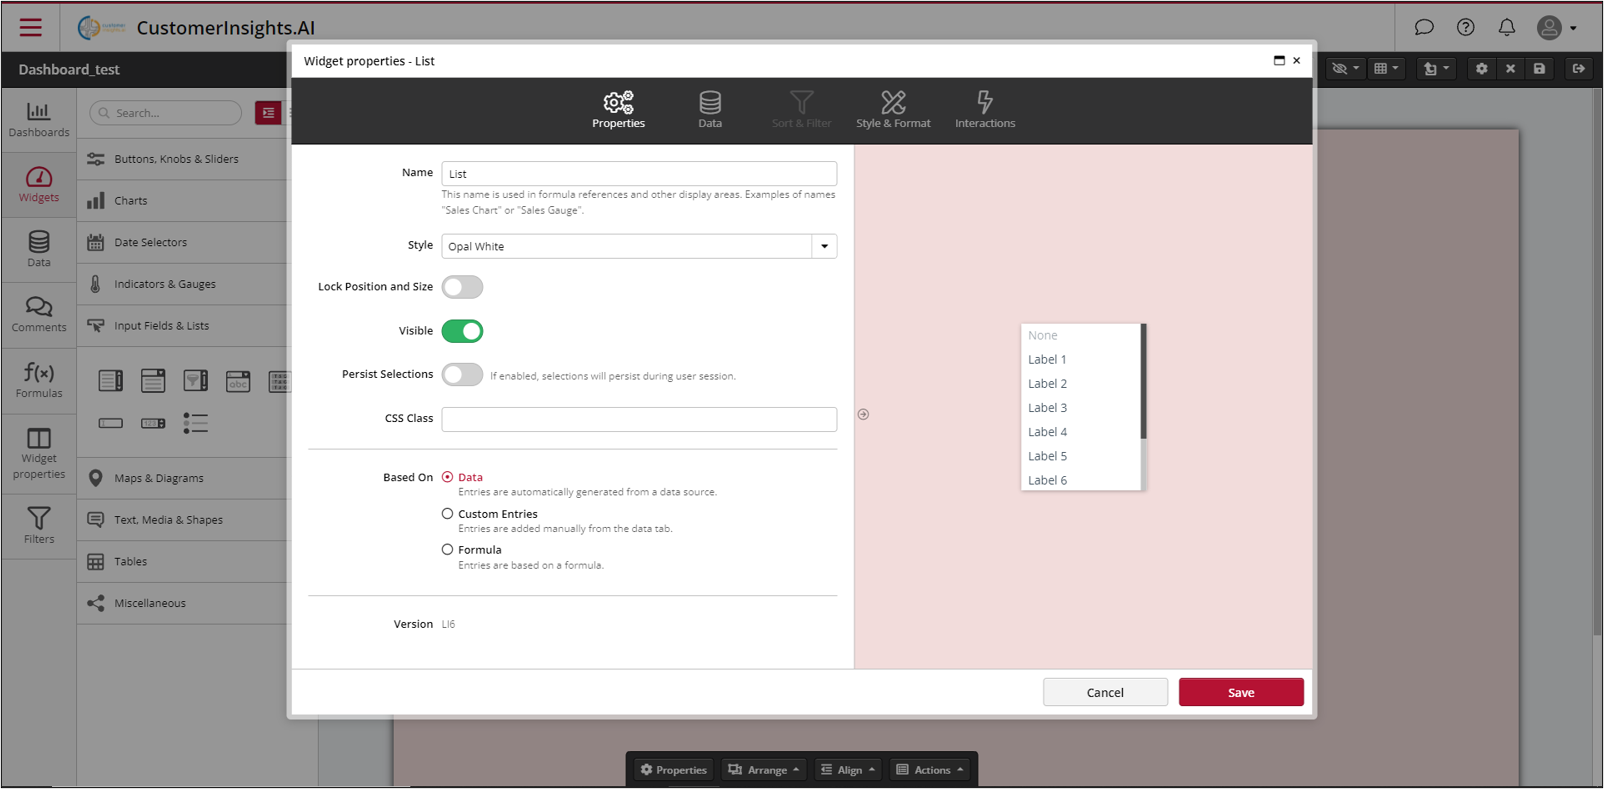 CustomerInsights.AI
Dashboard_test
Dashboards
Widgets
Data
Comments
Formulas
Widget
properties
Filters
Search...
Buttons, Knobs & Sliders
Charts
Date Selectors
Indicators & Gauges
Input Fields & Lists
abc
Maps & Diagrams
Text, Media & Shapes
Tables
Miscellaneous
Widget properties - List
Properties
Data
Sort & Filter
Style & Format
Interactions
Name
List
This name is used in formula references and other display areas. Examples of names
"Sales Chart" or "Sales Gauge".
Style
Opal White
Lock Position and Size
Visible
Persist Selections
If enabled, selections will persist during user session.
CSS Class
Based On
Data
Entries are automatically generated from a data source.
Custom Entries
Entries are added manually from the data tab.
Formula
Entries are based on a formula.
Version
LI6
None
Label 1
Label 2
Label 3
Label 4
Label 5
Label 6
Cancel
Save
Properties
Arrange
Align
Actions